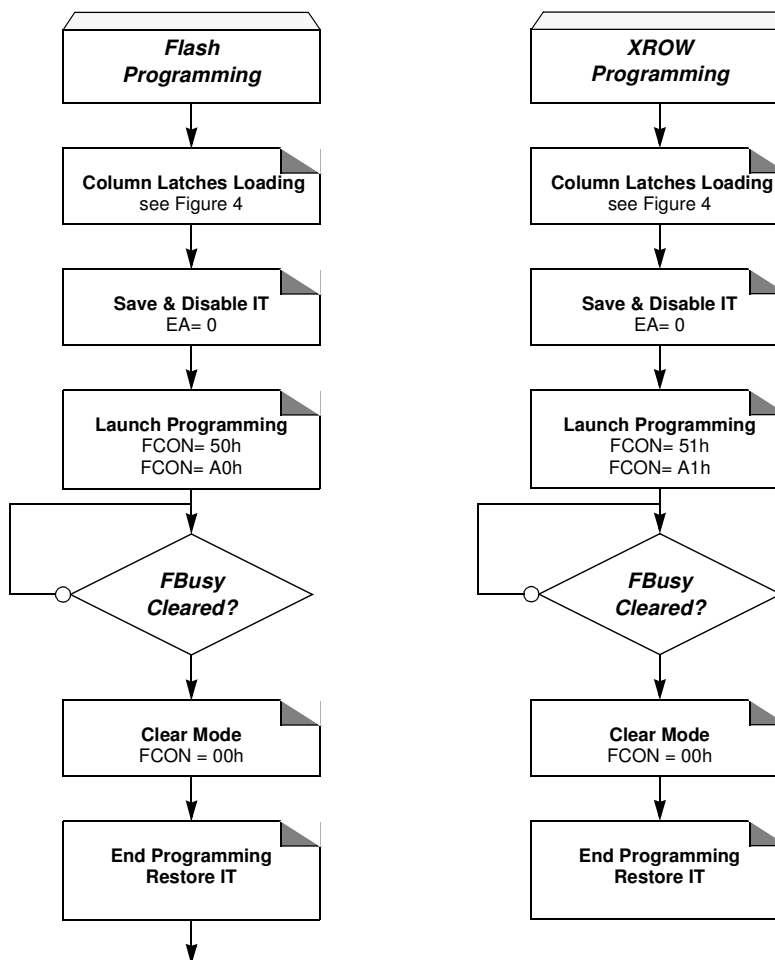 Flash
Programming
Column Latches Loading
see Figure 4
Save & Disable IT
EA= 0
Launch Programming
FCON= 50h
FCON= A0h
FBusy
Cleared?
Clear Mode
FCON = 00h
End Programming
Restore IT
XROW
Programming
Column Latches Loading
see Figure 4
Save & Disable IT
EA= 0
Launch Programming
FCON= 51h
FCON= A1h
FBusy
Cleared?
Clear Mode
FCON = 00h
End Programming
Restore IT